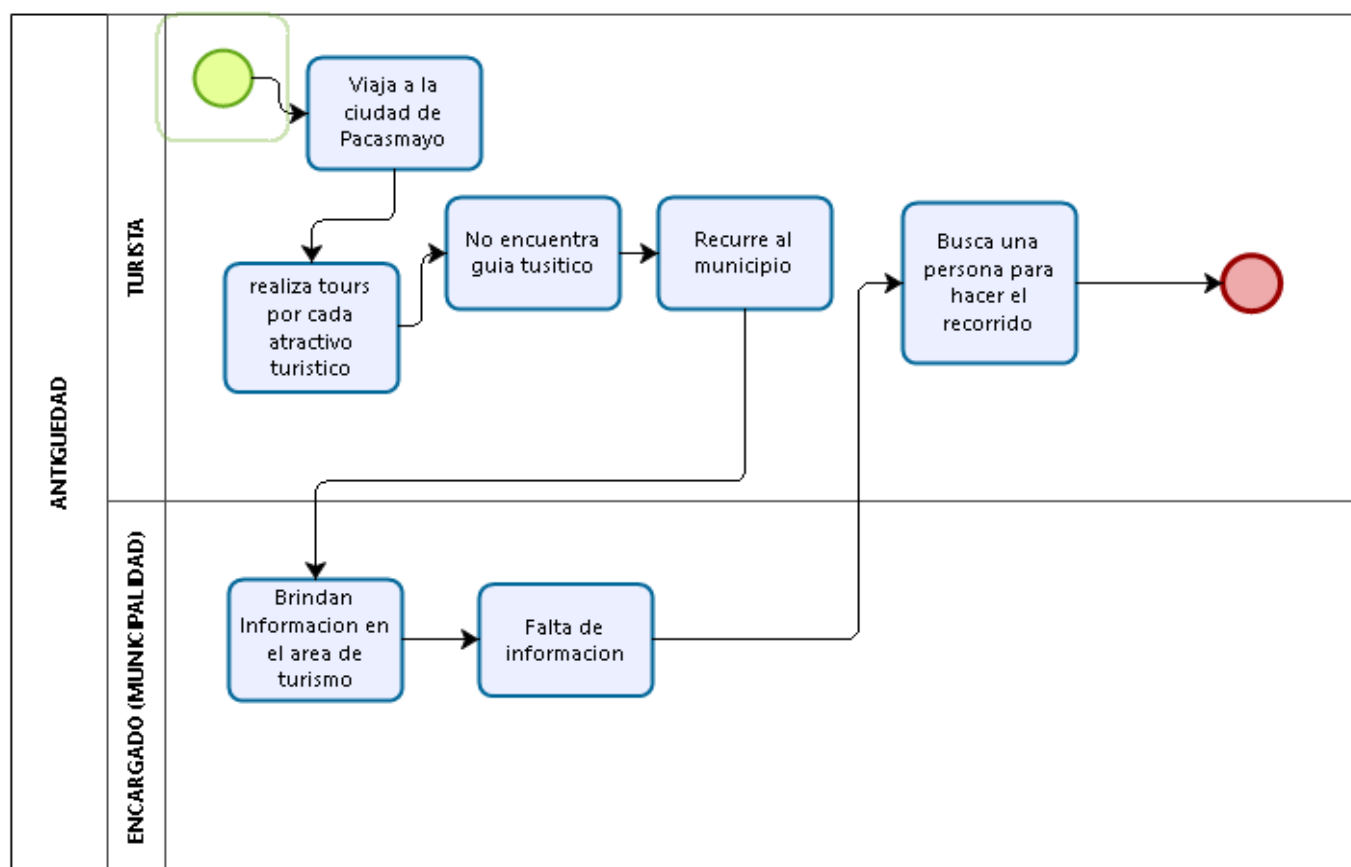 ANTIGUEDAD
TURISTA
Viaja a la
ciudad de
Pacasmayo
realiza tours
por cada
atractivo
turistico
No encuentra
guia tusitico
Recurre al
municipio
Busca una
persona para
hacer el
recorrido
ENCARGADO (MUNICIPALIDAD)
Brindan
Informacion en
el area de
turismo
Falta de
informacion